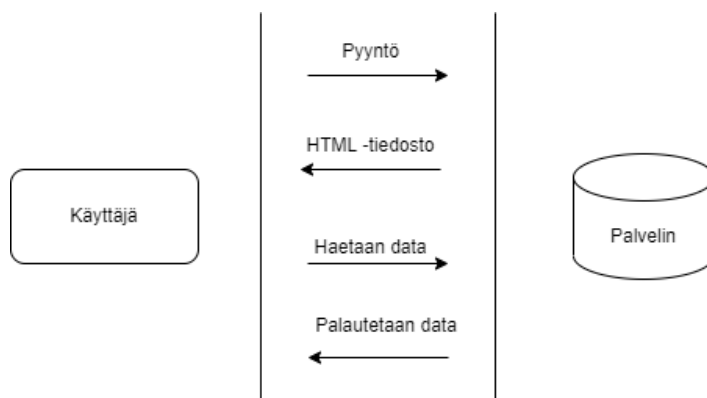 Pyyntö
HTML -tiedosto
Käyttäjä
Palvelin
Haetaan data
Palautetaan data